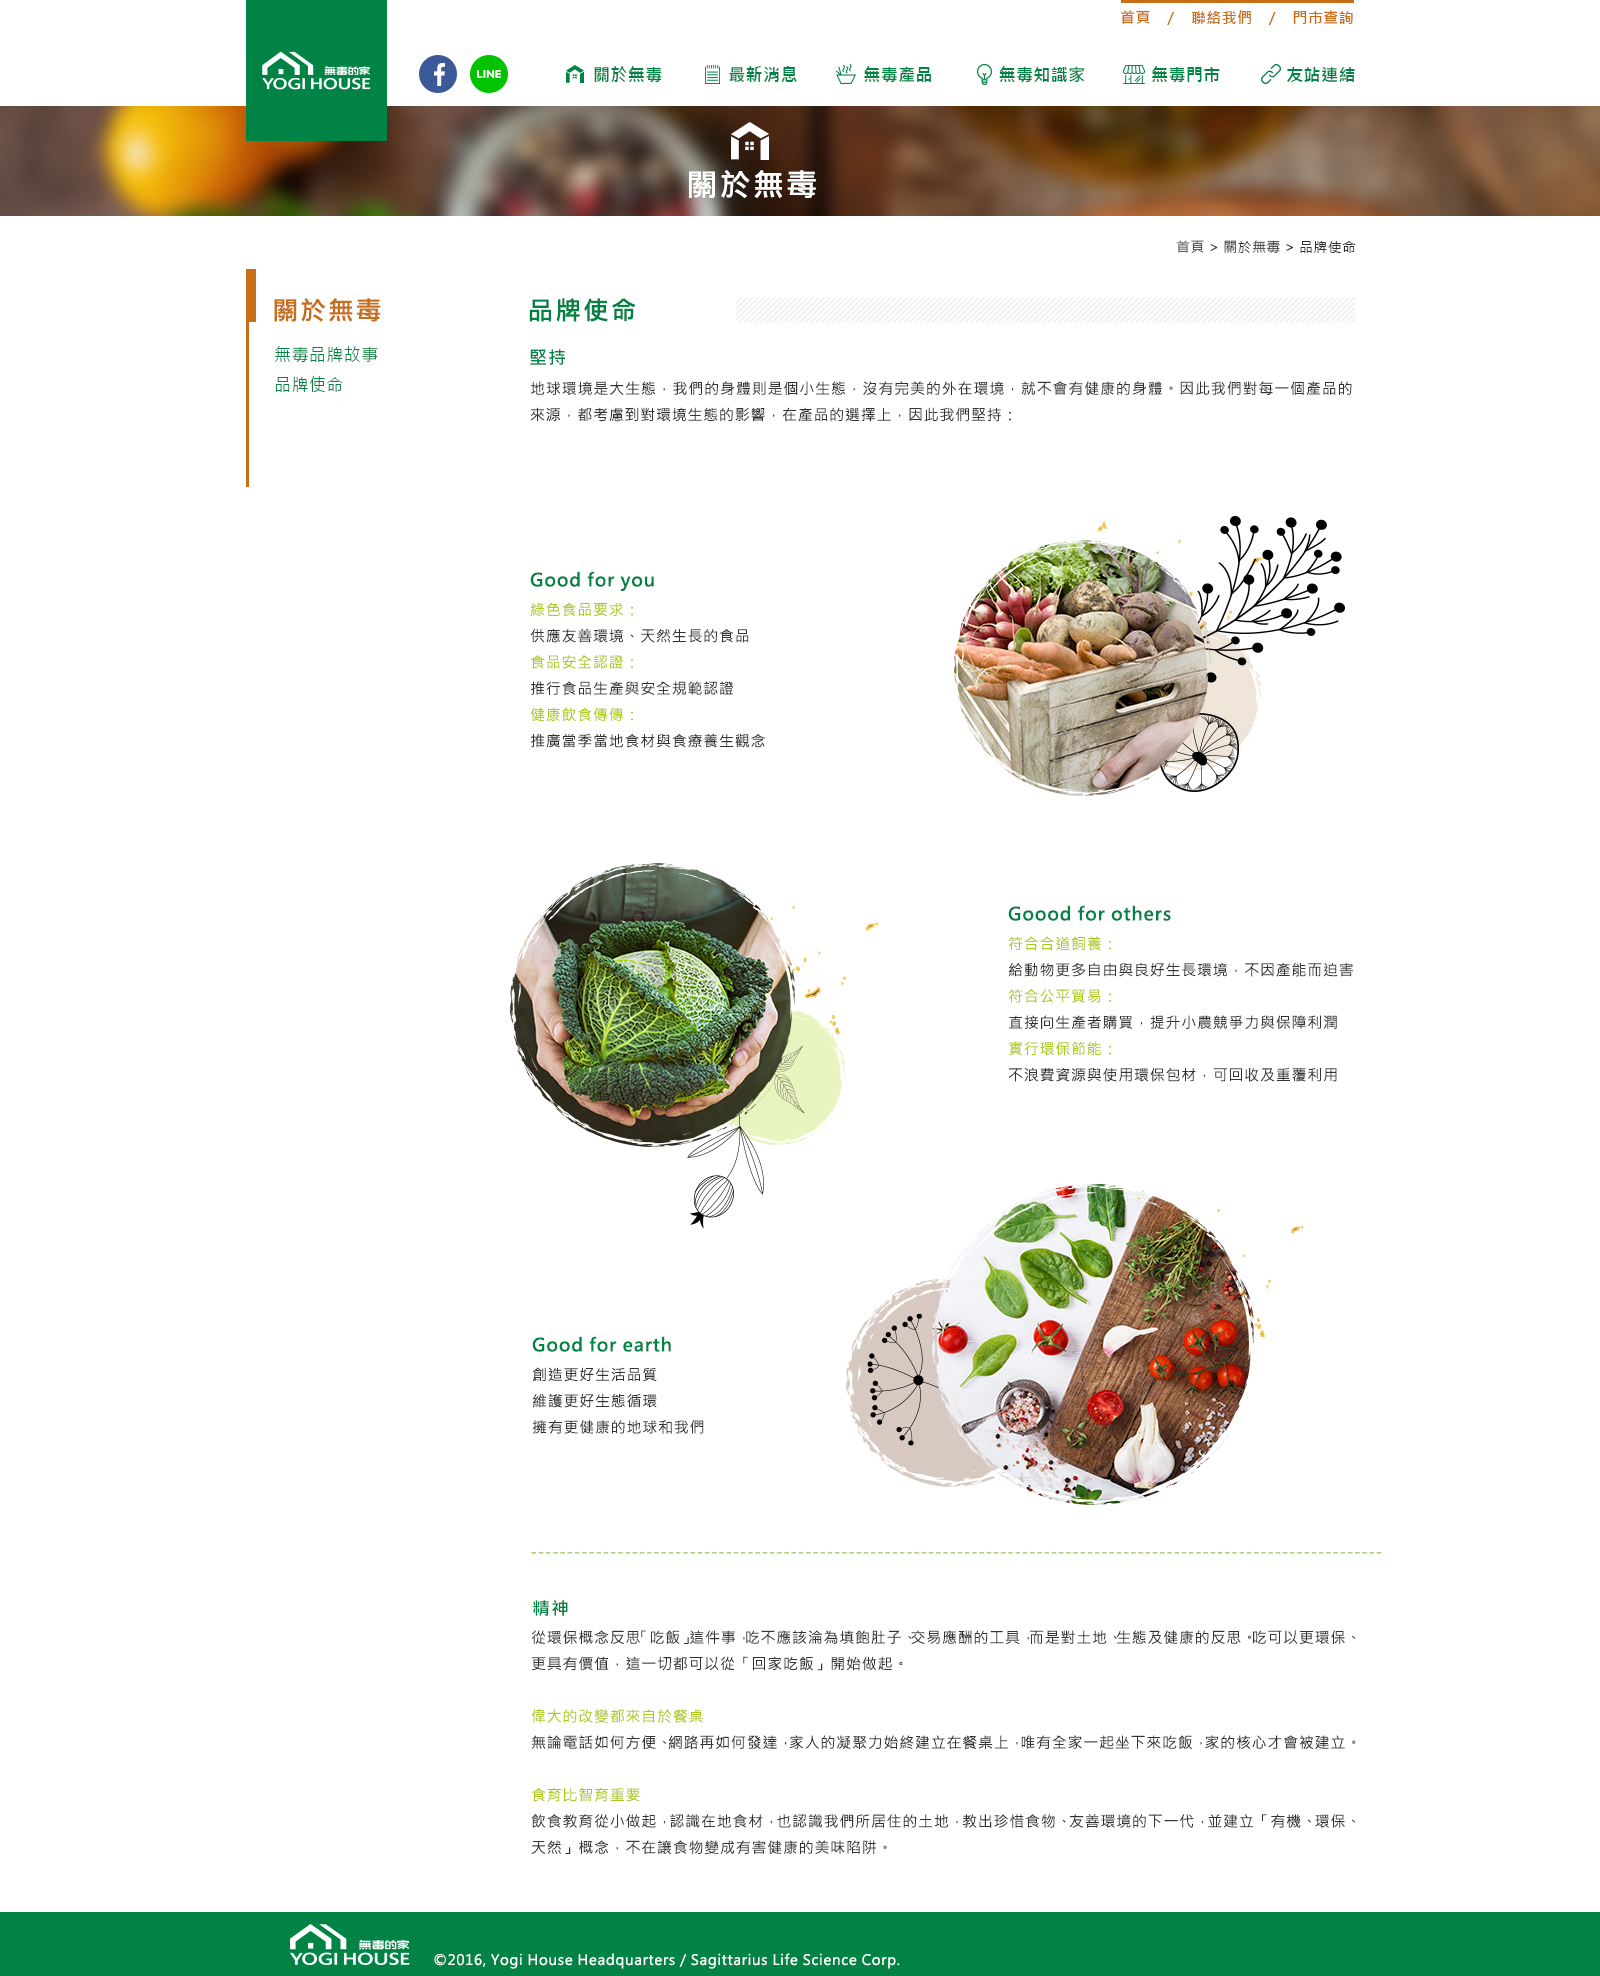 首頁 / 聯絡我們 / 門市查詢
無毒的家
YOGI HOUSE
LINE
關於無毒
最新消息
無毒產品
無毒知識家
無毒門市
友站連結
關於無毒
首頁 > 關於無毒 > 品牌使命
關於無毒
無毒品牌故事
品牌使命
品牌使命
堅持
地球環境是大生態，我們的身體則是個小生態，沒有完美的外在環境，就不會有健康的身體。因此我們對每一個產品的
來源，都考慮到對環境生態的影響，在產品的選擇上，因此我們堅持：
Good for you
綠色食品要求：
供應友善環境、天然生長的食品
食品安全認證：
推行食品生產與安全規範認證
健康飲食傳傳：
推廣當季當地食材與食療養生觀念
Goood for others
符合合道飼養：
給動物更多自由與良好生長環境，不因產能而迫害
符合公平貿易：
直接向生產者購買，提升小農競爭力與保障利潤
實行環保節能：
不浪費資源與使用環保包材，可回收及重覆利用
Good for earth
創造更好生活品質
維護更好生態循環
擁有更健康的地球和我們
精神
從環保概念反思「吃飯」這件事，吃不應該淪為填飽肚子、交易應酬的工具，而是對土地、生態及健康的反思。吃可以更環保、
更具有價值，這一切都可以從「回家吃飯」開始做起。
偉大的改變都來自於餐桌
無論電話如何方便、網路再如何發達，家人的凝聚力始終建立在餐桌上，唯有全家一起坐下來吃飯，家的核心才會被建立。
食育比智育重要
飲食教育從小做起，認識在地食材，也認識我們所居住的土地，教出珍惜食物、友善環境的下一代，並建立「有機、環保、
天然」概念，不在讓食物變成有害健康的美味陷阱。
無毒的家
YOGI HOUSE
©2016, Yogi House Headquarters / Sagittarius Life Science Corp.